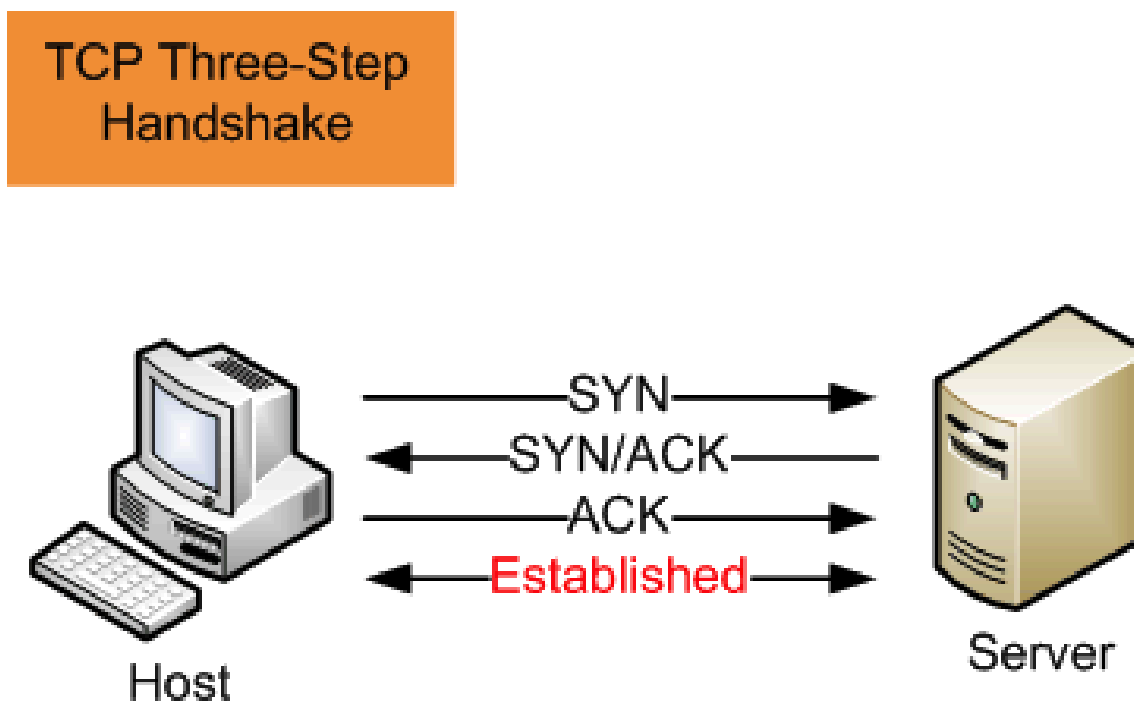 TCP Three-Step
Handshake
SYN
SYN/ACK
ACK
Established
Host
Server